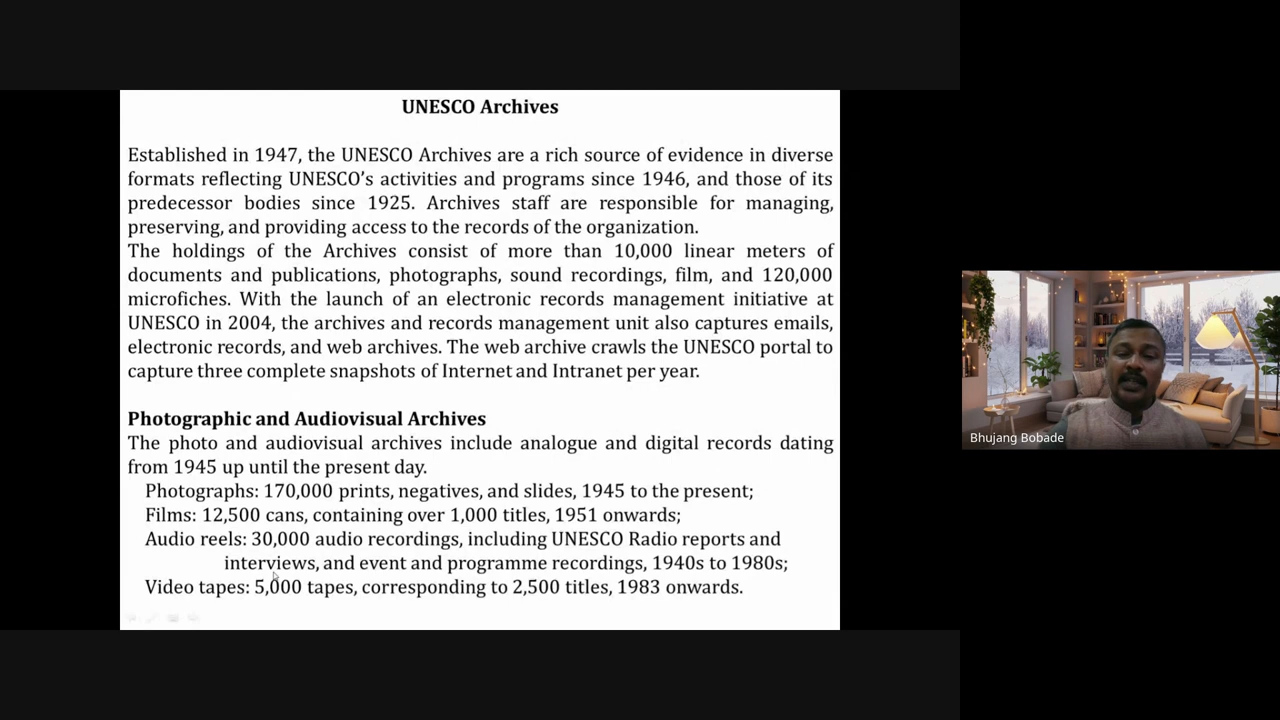 UNESCO Archives
Established in 1947, the UNESCO Archives are a rich source of evidence in diverse
formats reflecting UNESCO's activities and programs since 1946, and those of its
predecessor bodies since 1925. Archives staff are responsible for managing,
preserving, and providing access to the records of the organization.
The holdings of the Archives consist of more than 10,000 linear meters of
documents and publications, photographs, sound recordings, film, and 120,000
microfiches. With the launch of an electronic records management initiative at
UNESCO in 2004, the archives and records management unit also captures emails,
electronic records, and web archives. The web archive crawls the UNESCO portal to
capture three complete snapshots of Internet and Intranet per year.
Photographic and Audiovisual Archives
The photo and audiovisual archives include analogue and digital records dating
from 1945 up until the present day.
Photographs: 170,000 prints, negatives, and slides, 1945 to the present;
Films: 12,500 cans, containing over 1,000 titles, 1951 onwards;
Audio reels: 30,000 audio recordings, including UNESCO Radio reports and
interviews, and event and programme recordings, 1940s to 1980s;
Video tapes: 5,000 tapes, corresponding to 2,500 titles, 1983 onwards.
Bhujang Bobade